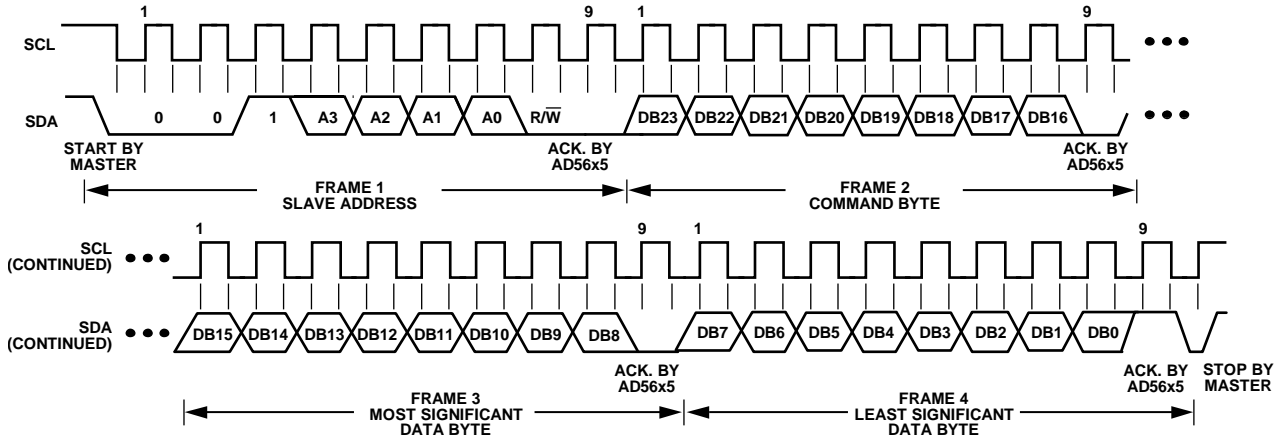 1 9 1 9
SCL
SDA 0 0 1 A3 A2 A1 A0 R/W̅ DB23 DB22 DB21 DB20 DB19 DB18 DB17 DB16
START BY
MASTER
ACK. BY
AD56x5
ACK. BY
AD56x5
FRAME 1
SLAVE ADDRESS
FRAME 2
COMMAND BYTE
1 9 1 9
SCL
(CONTINUED)
SDA
(CONTINUED)
DB15 DB14 DB13 DB12 DB11 DB10 DB9 DB8 DB7 DB6 DB5 DB4 DB3 DB2 DB1 DB0
ACK. BY
AD56x5
ACK. BY
AD56x5
STOP BY
MASTER
FRAME 3
MOST SIGNIFICANT
DATA BYTE
FRAME 4
LEAST SIGNIFICANT
DATA BYTE